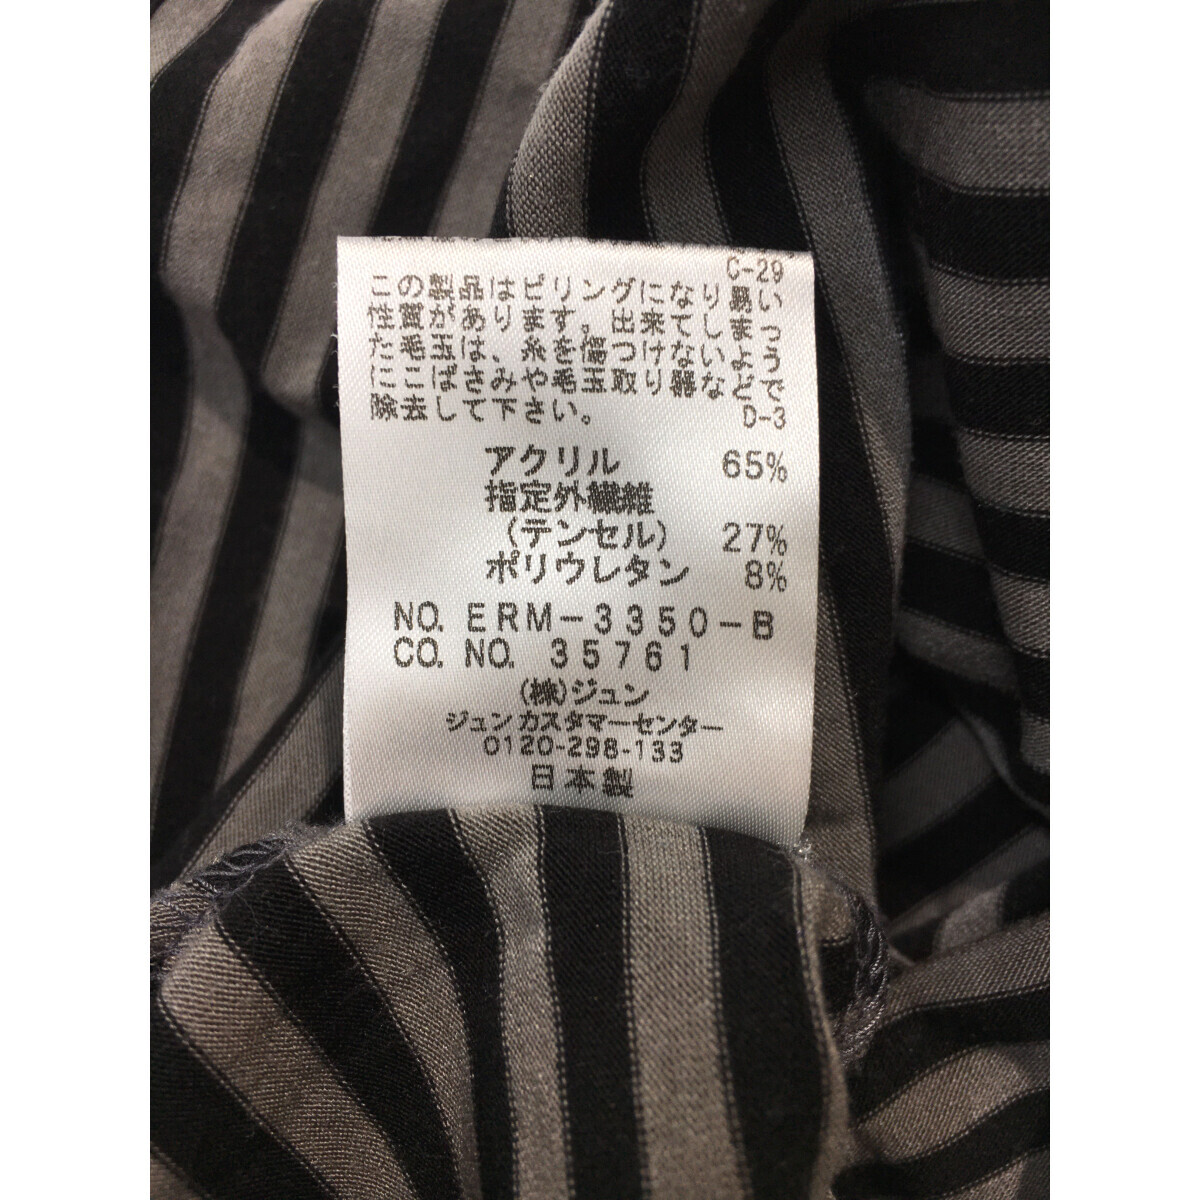 C-29
この製品はピリングになり易い
性質があります。出来てしまっ
た毛玉は、糸を傷つけないよう
にこばさみや毛玉取り器などで
除去して下さい。 D-3
アクリル 65%
指定外繊維
(テンセル) 27%
ポリウレタン 8%
NO. ERM-3350-B
CO. NO. 35761
(株)ジュン
ジュンカスタマーセンター
0120-298-133
日本製